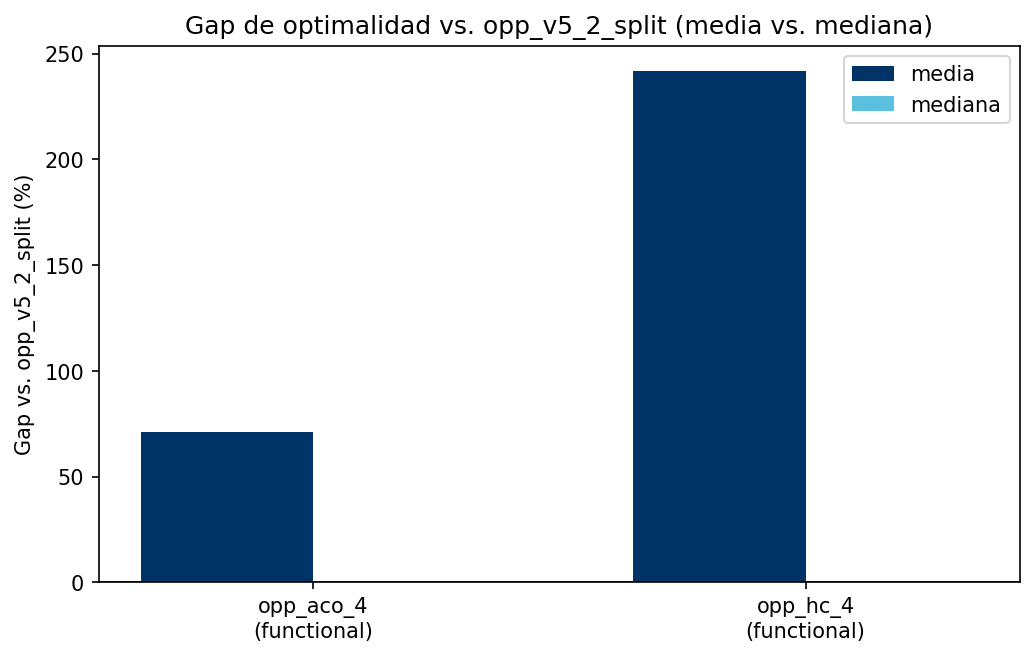 Gap de optimalidad vs. opp_v5_2_split (media vs. mediana)
Gap vs. opp_v5_2_split (%)
250
200
150
100
50
0
media
mediana
opp_aco_4
(functional)
opp_hc_4
(functional)